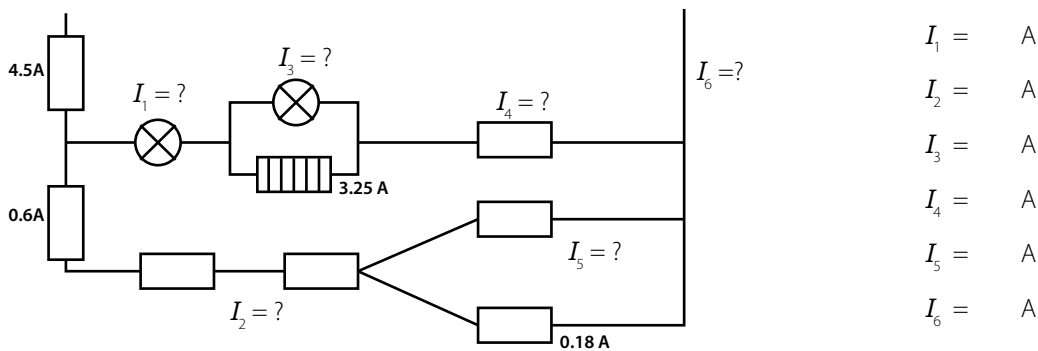 4.5A
I₁ = ?
I₃ = ?
3.25 A
I₄ = ?
I₆ =?
0.6A
I₂ = ?
I₅ = ?
0.18 A
I₁ = A
I₂ = A
I₃ = A
I₄ = A
I₅ = A
I₆ = A